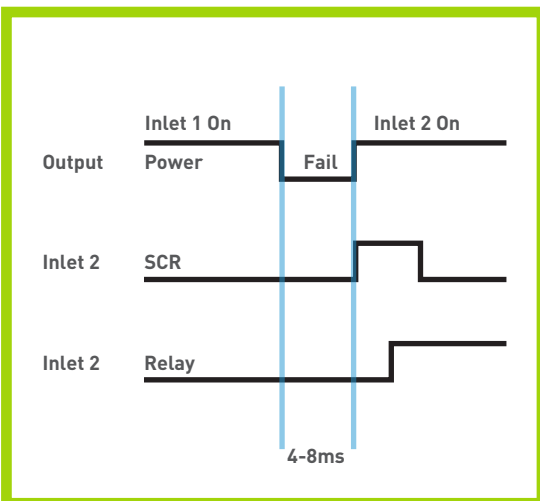 Inlet 1 On Inlet 2 On
Output Power Fail
Inlet 2 SCR
Inlet 2 Relay
4-8ms